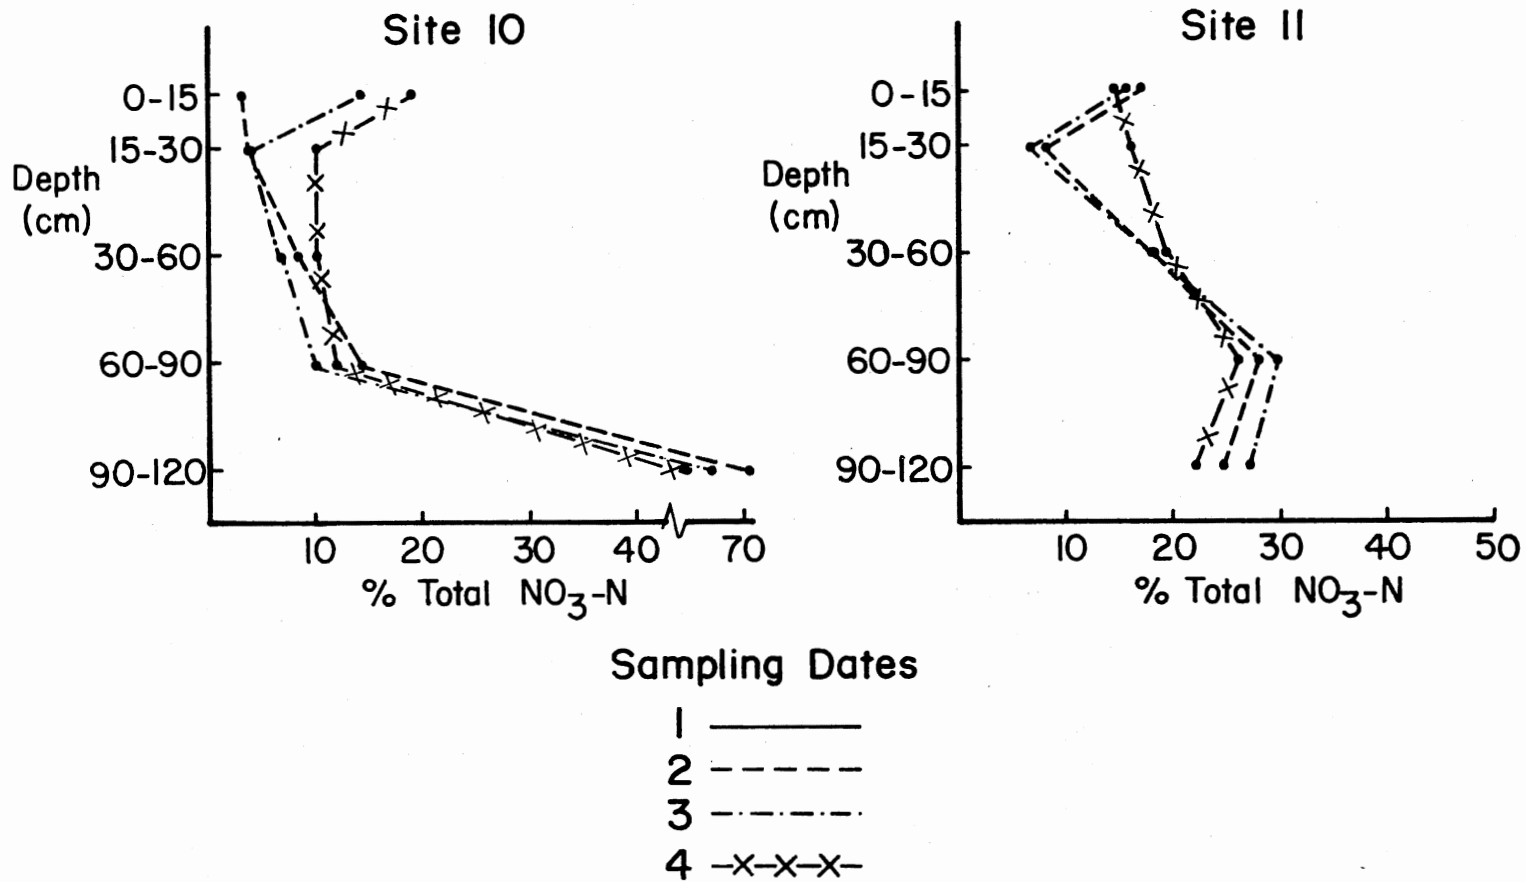 Site 10
0-15
15-30
Depth
(cm)
30-60
60-90
90-120
10 20 30 40 70
% Total NO3-N
Site 11
0-15
15-30
Depth
(cm)
30-60
60-90
90-120
10 20 30 40 50
% Total NO3-N
Sampling Dates
1
2
3
4